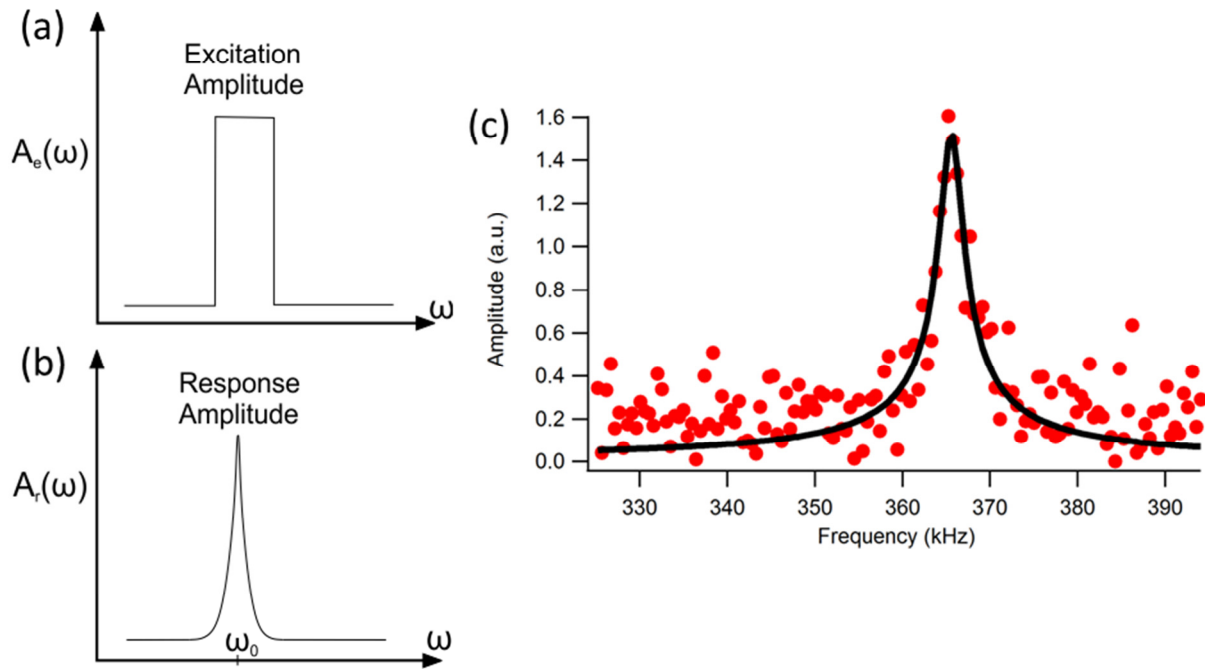 (a)
Excitation
Amplitude
Aₑ(ω)
ω
(b)
Response
Amplitude
Aᵣ(ω)
ω₀
ω
(c)
Amplitude (a.u.)
1.6
1.4
1.2
1.0
0.8
0.6
0.4
0.2
0.0
330 340 350 360 370 380 390
Frequency (kHz)